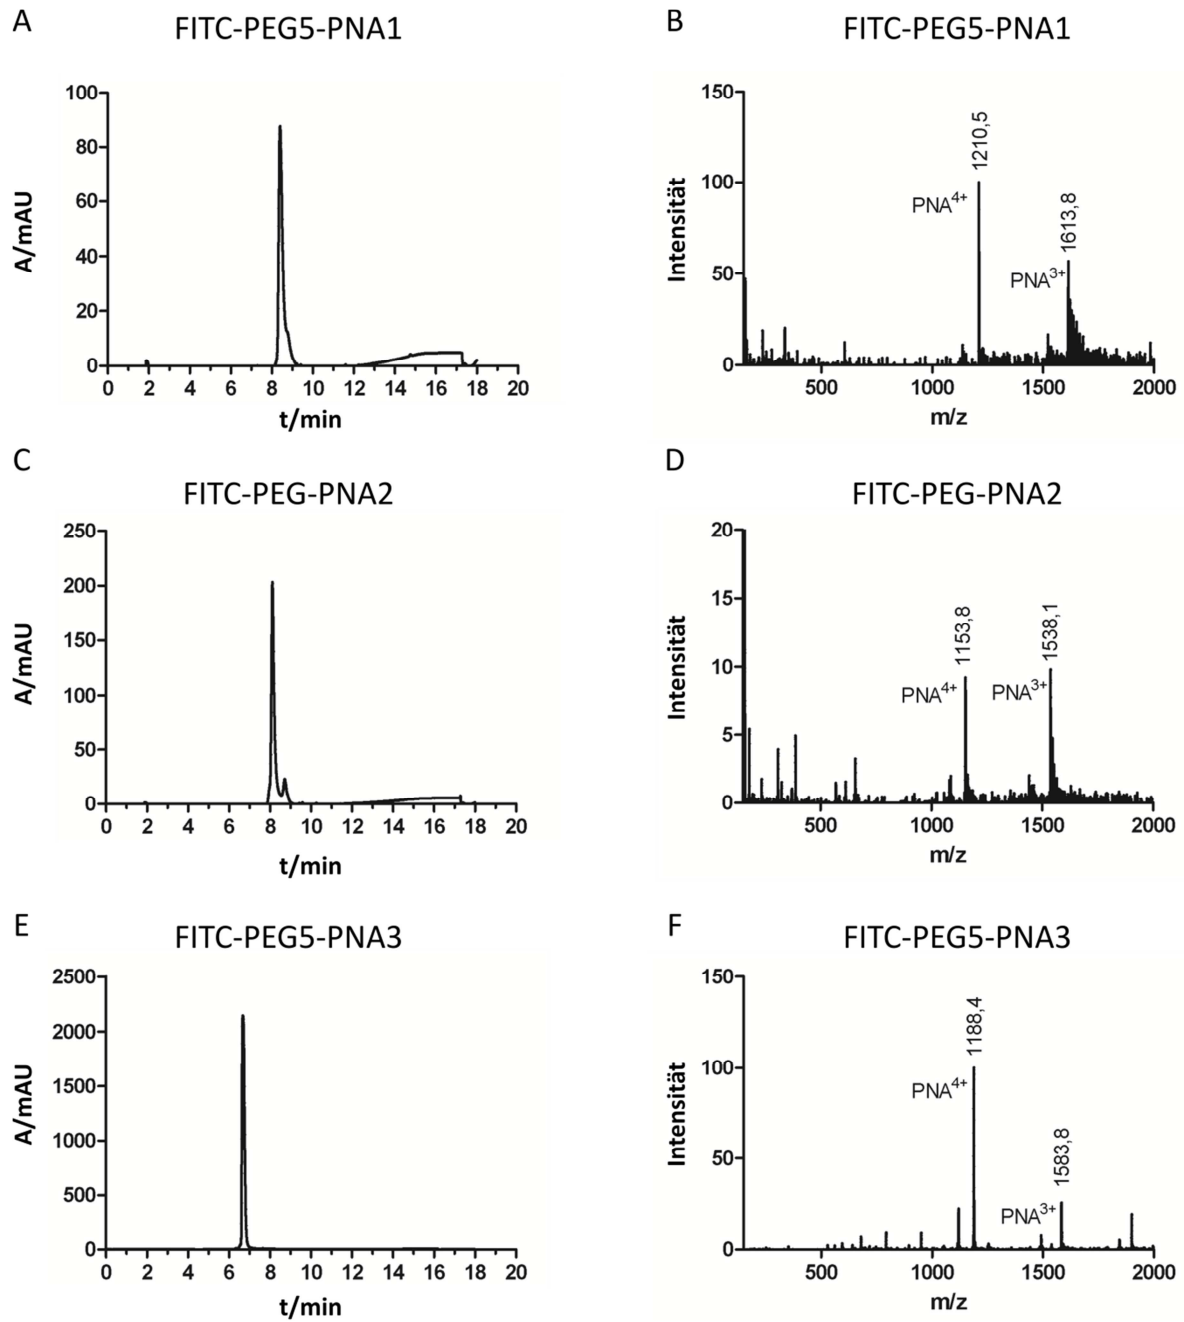 A
FITC-PEG5-PNA1
100
80
60
40
20
0
A/mAU
0 2 4 6 8 10 12 14 16 18 20
t/min
B
FITC-PEG5-PNA1
150
100
50
0
Intensität
PNA4+
1210,5
PNA3+
1613,8
500 1000 1500 2000
m/z
C
FITC-PEG-PNA2
250
200
150
100
50
0
A/mAU
0 2 4 6 8 10 12 14 16 18 20
t/min
D
FITC-PEG-PNA2
20
15
10
5
0
Intensität
PNA4+
1153,8
PNA3+
1538,1
500 1000 1500 2000
m/z
E
FITC-PEG5-PNA3
2500
2000
1500
1000
500
0
A/mAU
0 2 4 6 8 10 12 14 16 18 20
t/min
F
FITC-PEG5-PNA3
150
100
50
0
Intensität
PNA4+
1188,4
PNA3+
1583,8
500 1000 1500 2000
m/z